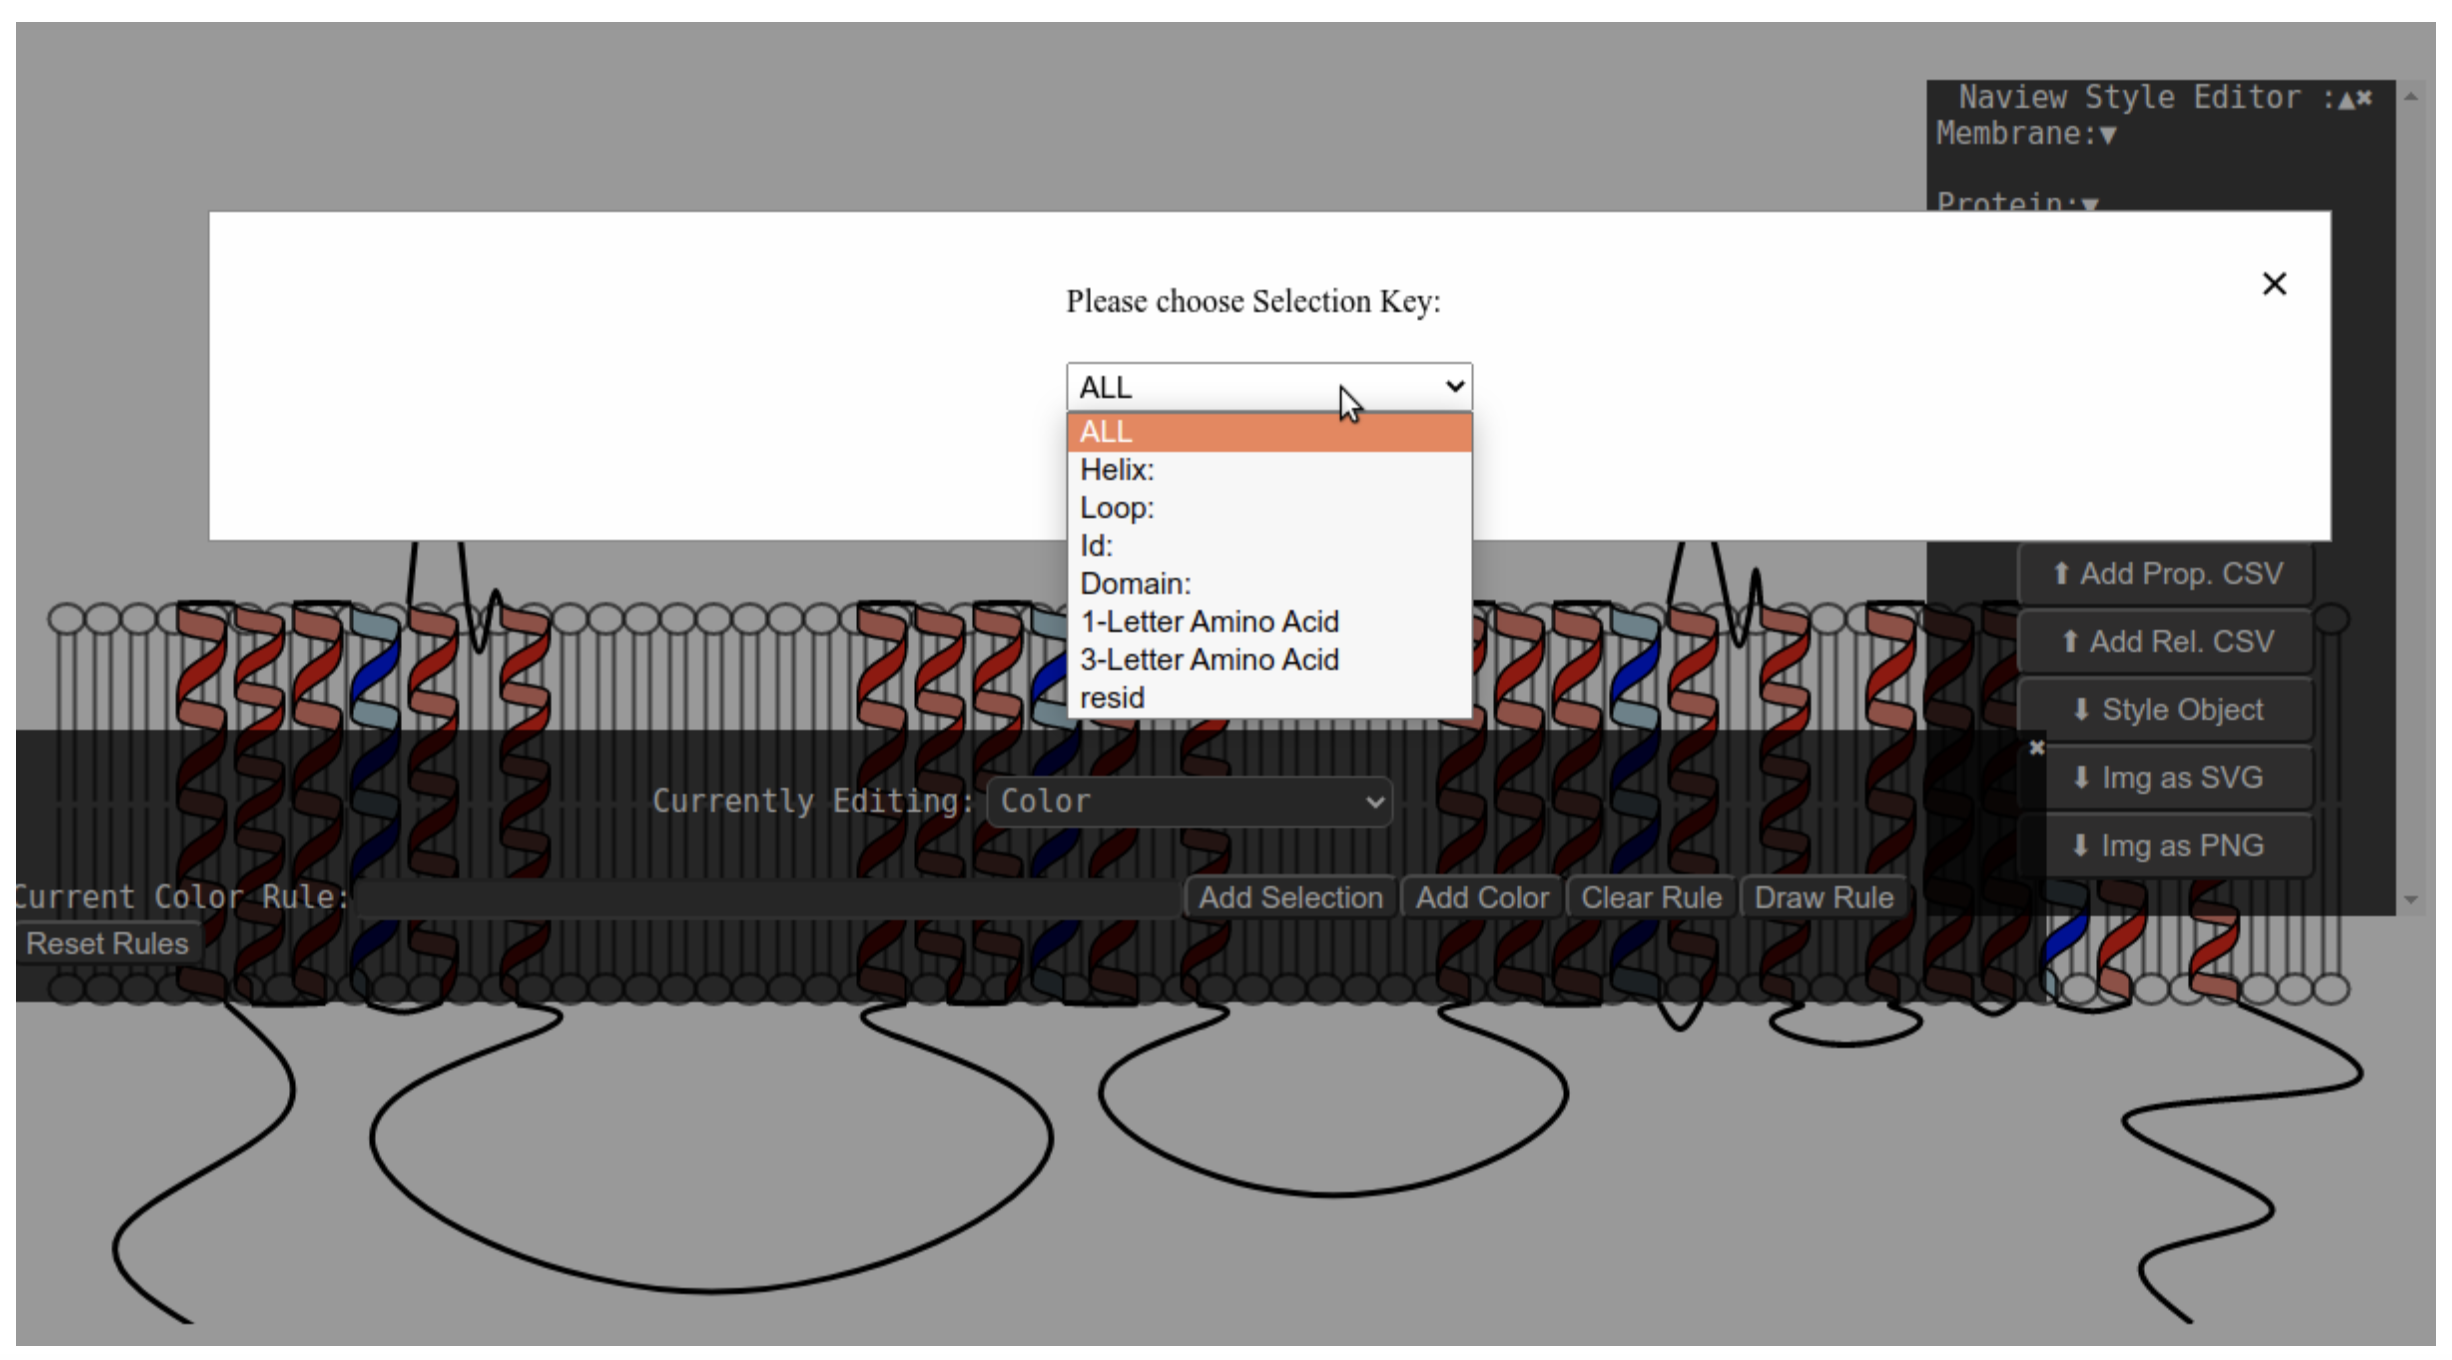 Naview Style Editor :▲✖
Membrane:▼
Protein:▼
Please choose Selection Key:
×
ALL
ALL
Helix:
Loop:
Id:
Domain:
1-Letter Amino Acid
3-Letter Amino Acid
resid
⬆ Add Prop. CSV
⬆ Add Rel. CSV
⬇ Style Object
⬇ Img as SVG
⬇ Img as PNG
✖
Currently Editing: Color
Current Color Rule: Add Selection Add Color Clear Rule Draw Rule
Reset Rules